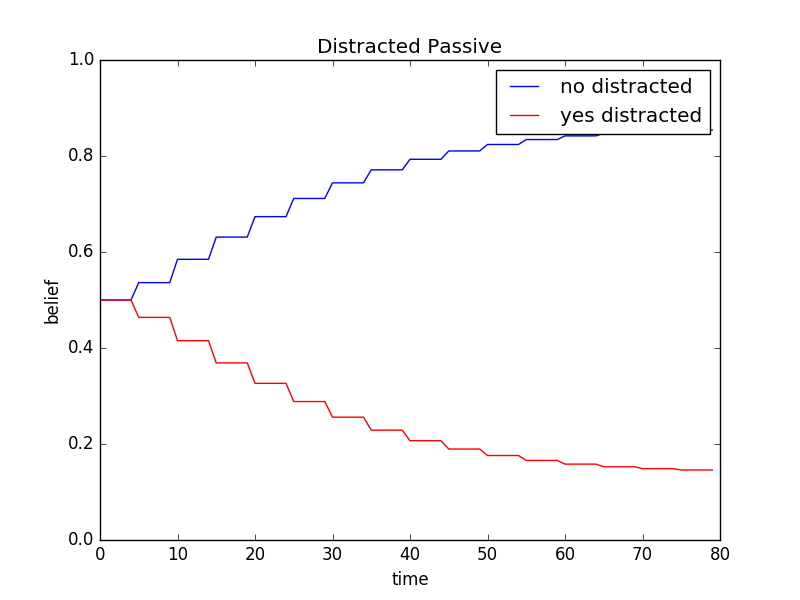 Distracted Passive
no distracted
yes distracted
1.0
0.8
0.6
0.4
0.2
0.0
belief
0 10 20 30 40 50 60 70 80
time